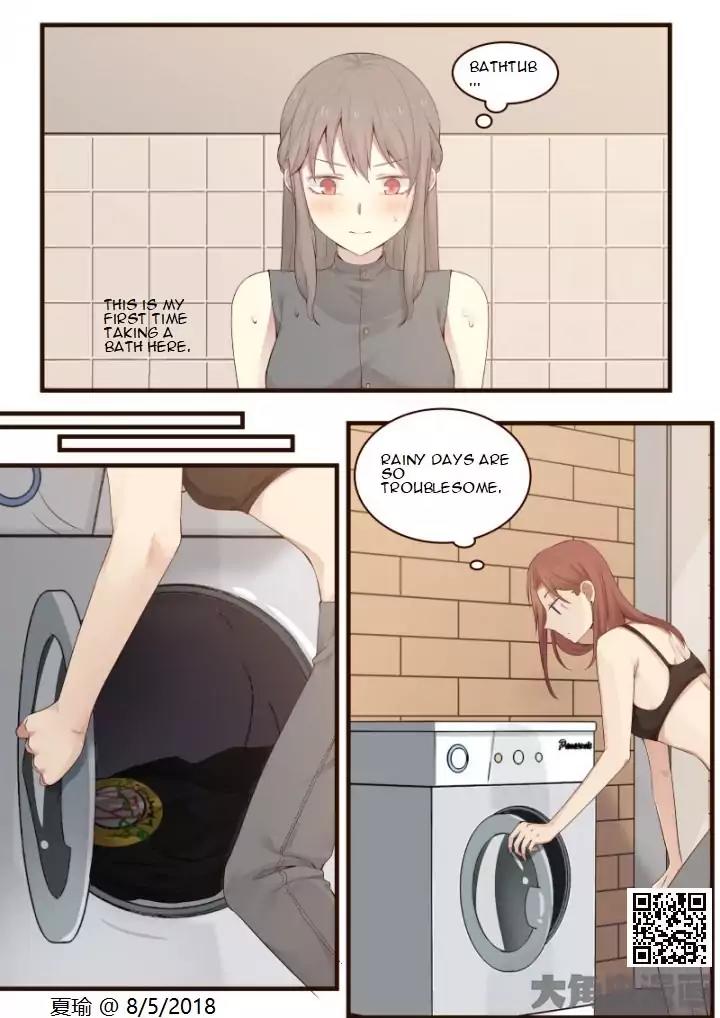 BATHTUB
...
THIS IS MY
FIRST TIME
TAKING A
BATH HERE.
RAINY DAYS ARE
SO
TROUBLESOME.
夏瑜 @ 8/5/2018